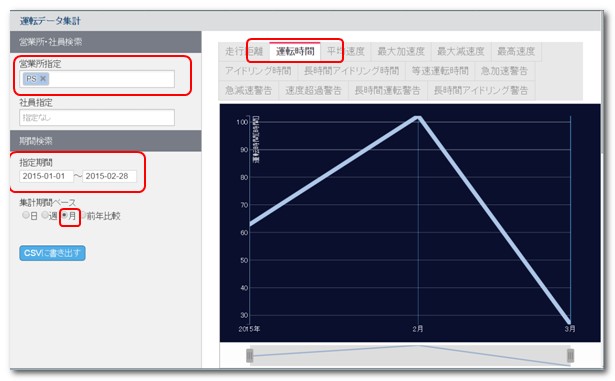 運転データ集計
営業所・社員検索
営業所指定
PS ×
社員指定
指定なし
期間検索
指定期間
2015-01-01 ～ 2015-02-28
集計期間ベース
日 週 月 前年比較
CSVに書き出す
走行距離 運転時間 平均速度 最大加速度 最大減速度 最高速度
アイドリング時間 長時間アイドリング時間 等速運転時間 急加速警告
急減速警告 速度超過警告 長時間運転警告 長時間アイドリング警告
運転時間[時間]
100
90
80
70
60
50
40
30
2015年 2月 3月